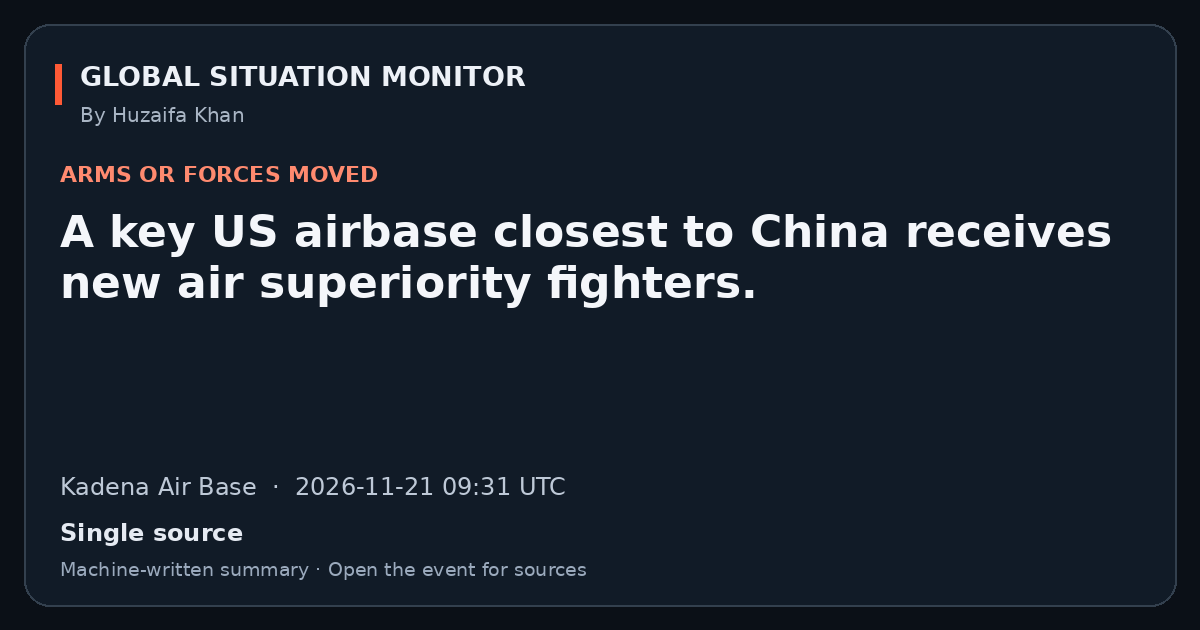 GLOBAL SITUATION MONITOR
By Huzaifa Khan
ARMS OR FORCES MOVED
A key US airbase closest to China receives
new air superiority fighters.
Kadena Air Base · 2026-11-21 09:31 UTC
Single source
Machine-written summary · Open the event for sources